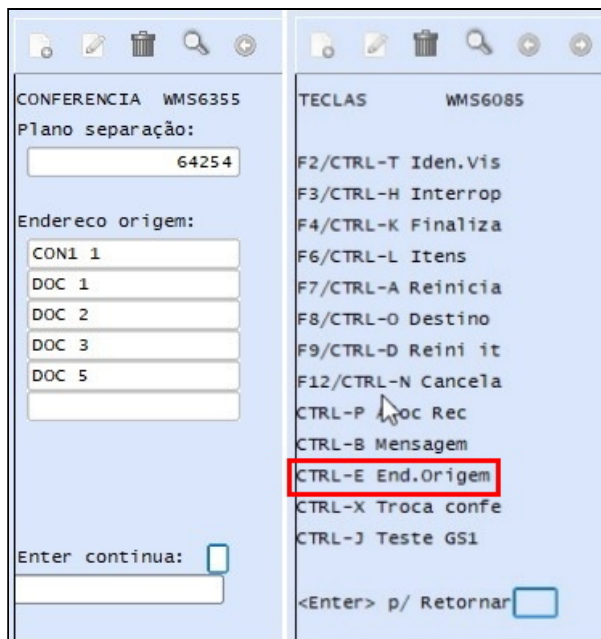 CONFERENCIA WMS6355
Plano separação:
64254
Endereco origem:
CON1 1
DOC 1
DOC 2
DOC 3
DOC 5
Enter continua:
TECLAS WMS6085
F2/CTRL-T Iden.Vis
F3/CTRL-H Interrop
F4/CTRL-K Finaliza
F6/CTRL-L Itens
F7/CTRL-A Reinicia
F8/CTRL-O Destino
F9/CTRL-D Reini it
F12/CTRL-N Cancela
CTRL-P Rec
CTRL-B Mensagem
CTRL-E End.Origem
CTRL-X Troca confe
CTRL-J Teste GS1
<Enter> p/ Retornar